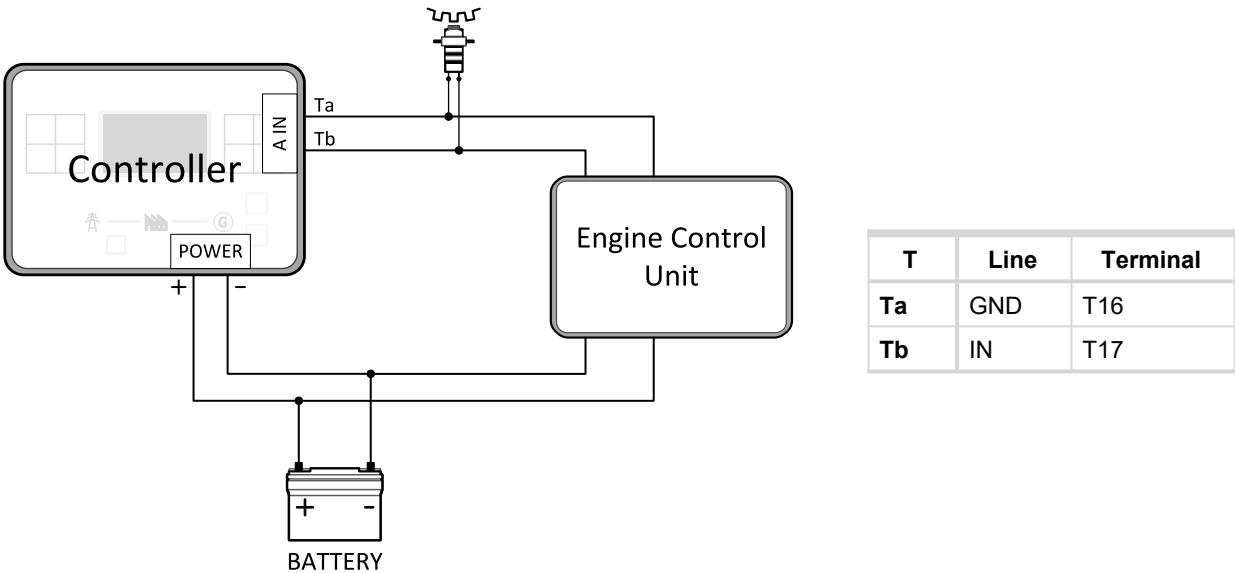 Ta
A IN
Tb
Controller
G
POWER
+ -
Engine Control
Unit
T Line Terminal
Ta GND T16
Tb IN T17
+ -
BATTERY